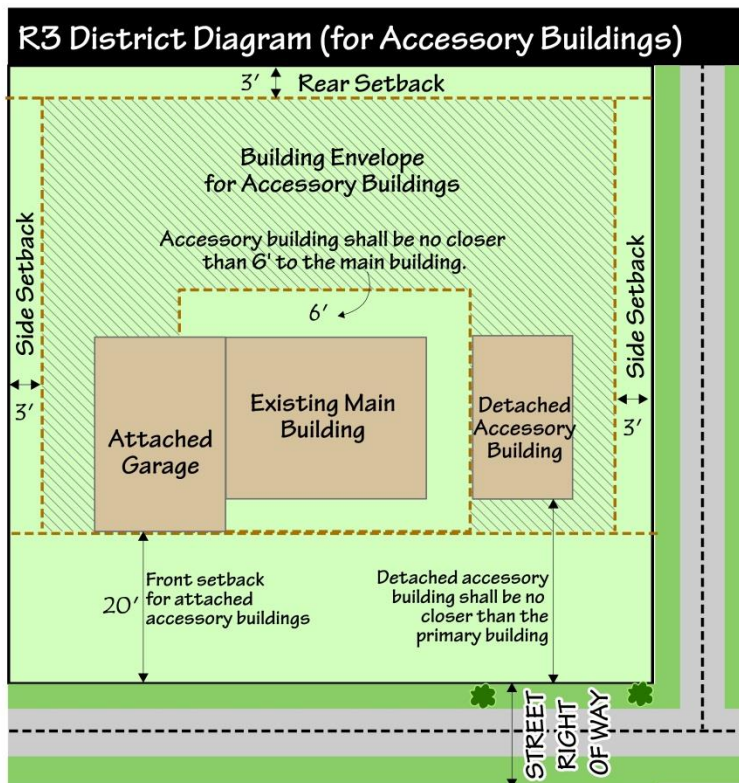 R3 District Diagram (for Accessory Buildings)
3' Rear Setback
Building Envelope
for Accessory Buildings
Accessory building shall be no closer
than 6' to the main building.
6'
Side Setback
3'
Side Setback
3'
Attached
Garage
Existing Main
Building
Detached
Accessory
Building
20'
Front setback
for attached
accessory buildings
Detached accessory
building shall be no
closer than the
primary building
STREET
RIGHT
OF WAY